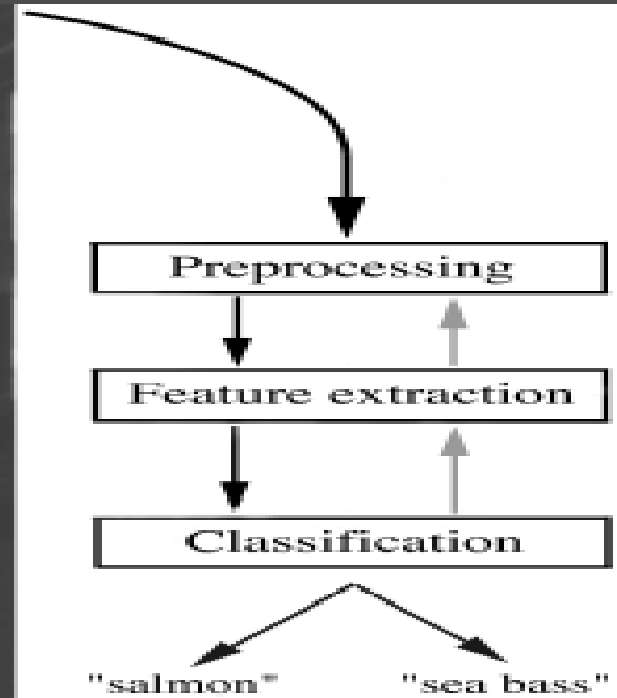 Preprocessing
Feature extraction
Classification
"salmon" "sea bass"